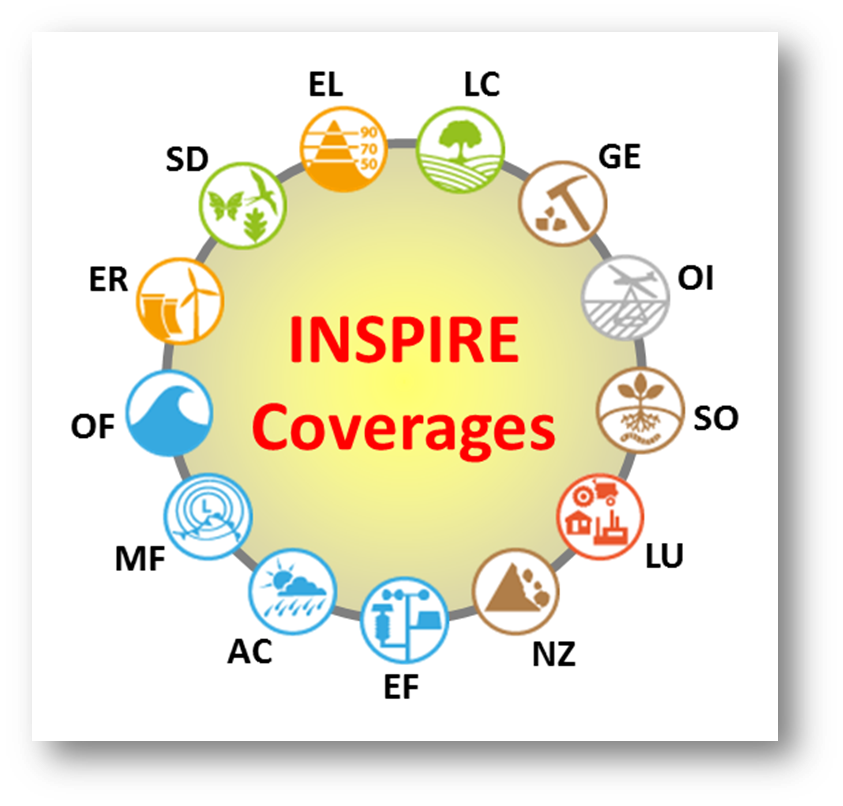 EL
LC
SD
GE
90
70
50
ER
OI
INSPIRE
Coverages
OF
SO
L
MF
LU
AC
NZ
EF